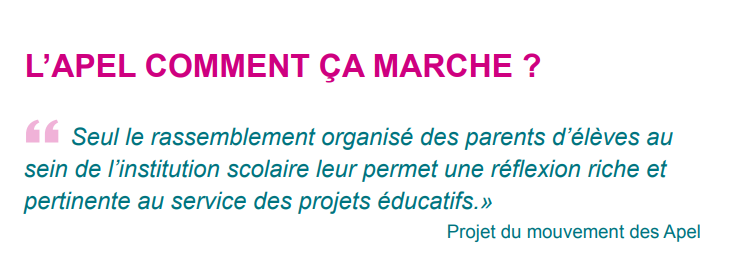 L’APEL COMMENT ÇA MARCHE ?
“ Seul le rassemblement organisé des parents d’élèves au
sein de l’institution scolaire leur permet une réflexion riche et
pertinente au service des projets éducatifs.»
Projet du mouvement des Apel